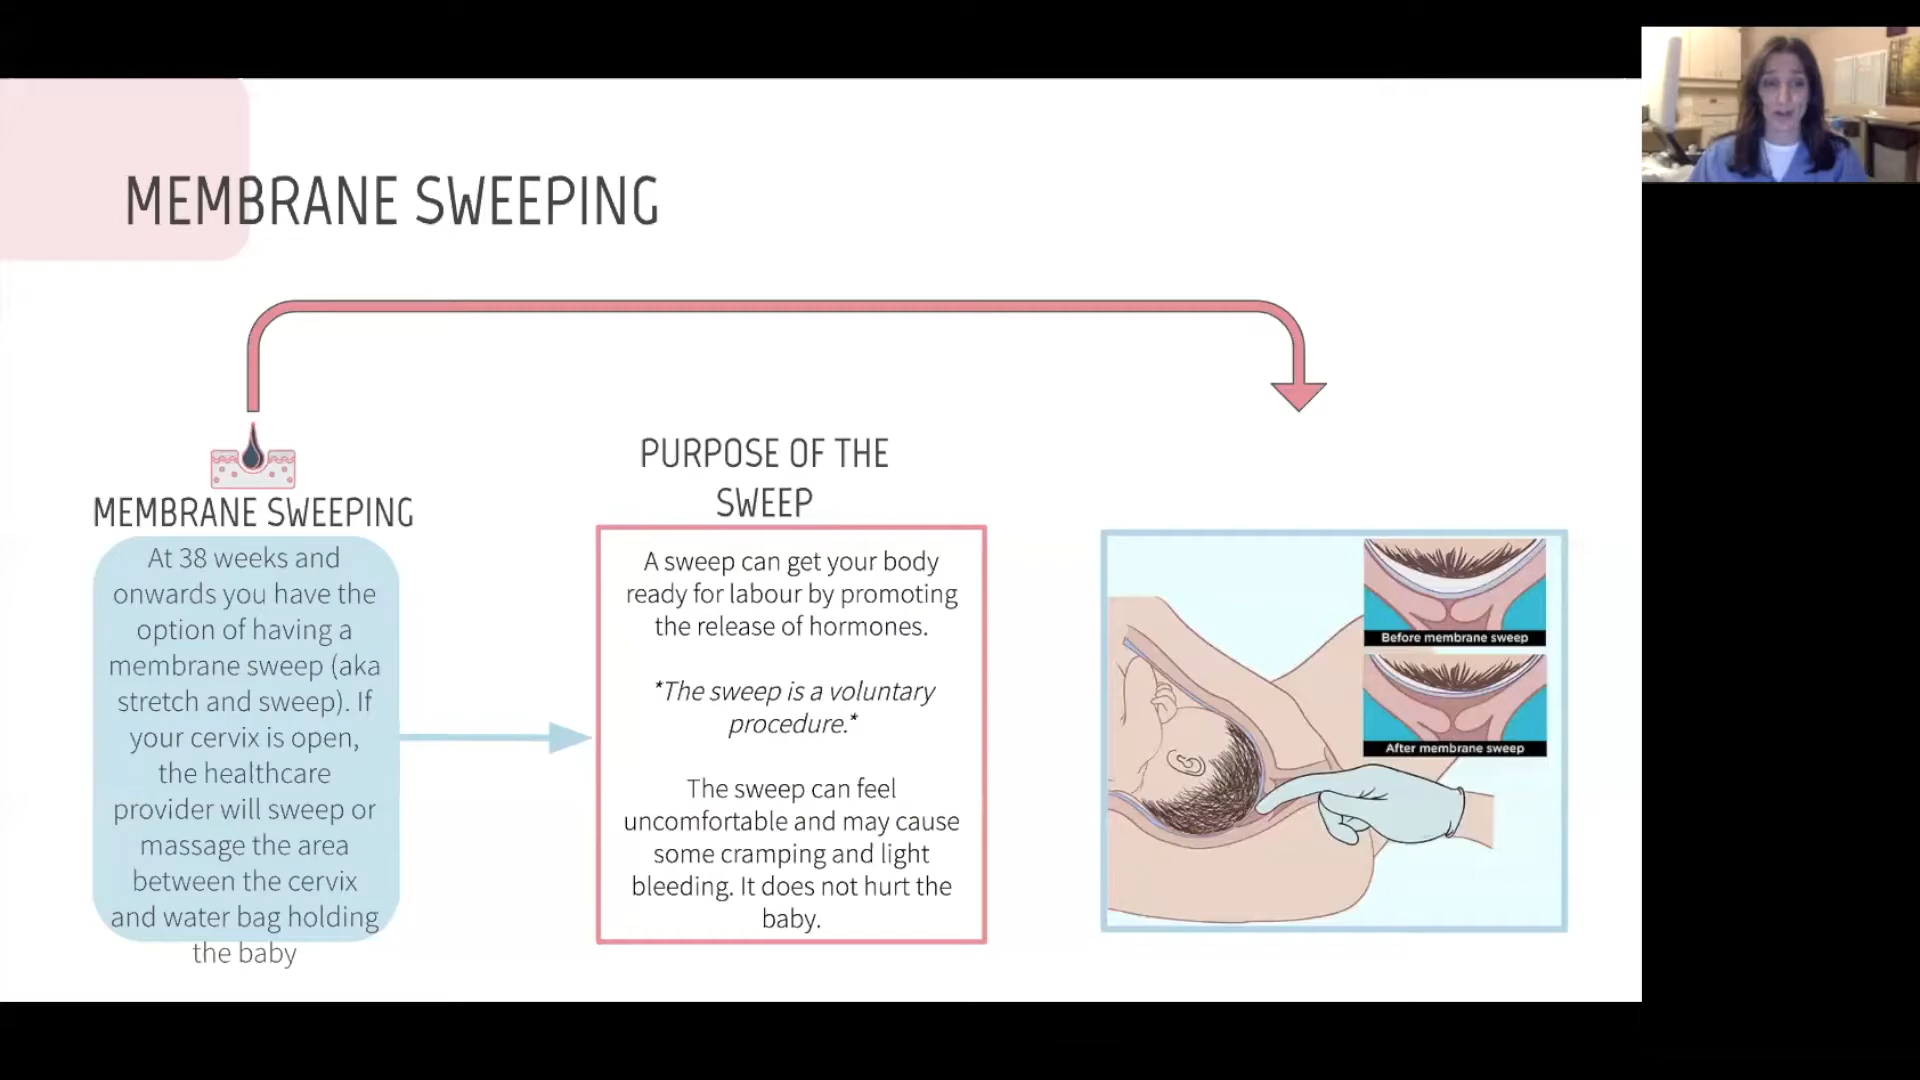 MEMBRANE SWEEPING
MEMBRANE SWEEPING
At 38 weeks and
onwards you have the
option of having a
membrane sweep (aka
stretch and sweep). If
your cervix is open,
the healthcare
provider will sweep or
massage the area
between the cervix
and water bag holding
the baby
PURPOSE OF THE
SWEEP
A sweep can get your body
ready for labour by promoting
the release of hormones.
*The sweep is a voluntary
procedure.*
The sweep can feel
uncomfortable and may cause
some cramping and light
bleeding. It does not hurt the
baby.
Before membrane sweep
After membrane sweep